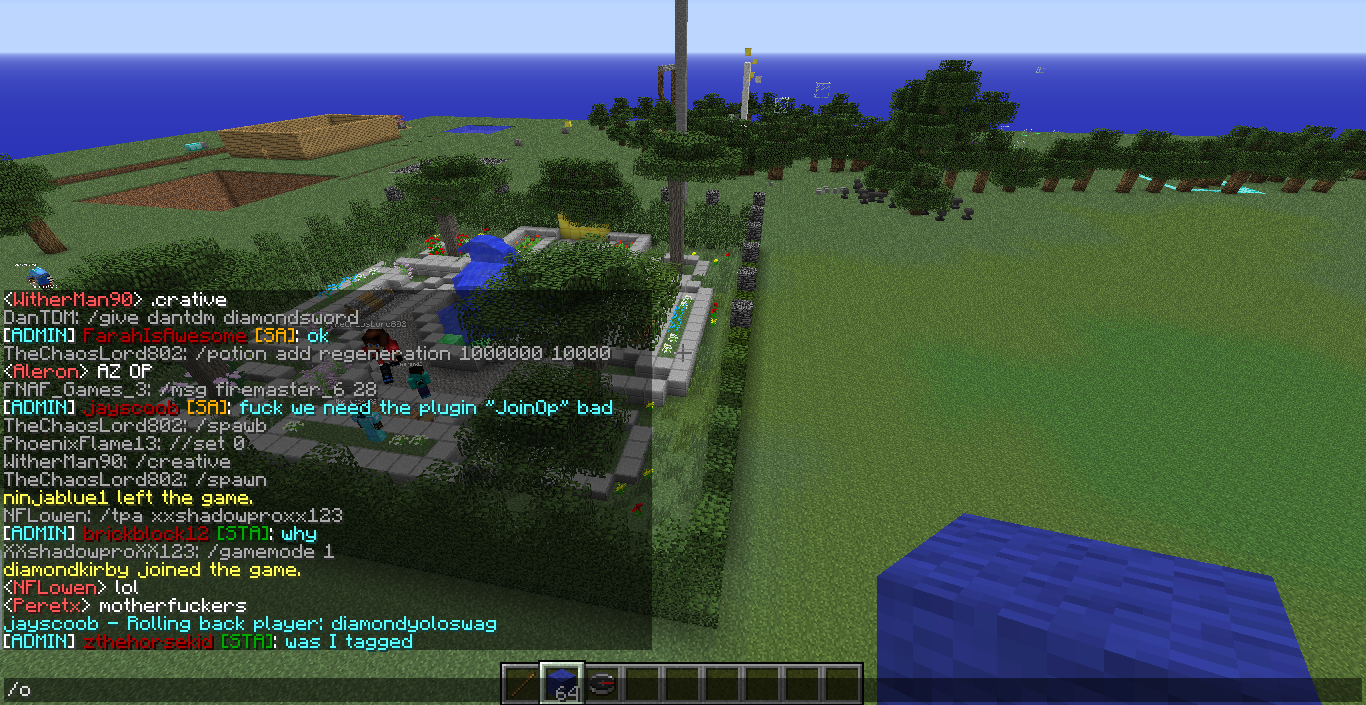 <WitherMan90> .crative
DanTDM: /give dantdm diamondsword
[ADMIN] FarahIsAwesome [SA]: ok
TheChaosLord802: /potion add regeneration 1000000 10000
<Aleron> AZ OP
FNAF_Games_3: /msg firemaster_6_28
[ADMIN] jayscoob [SA]: fuck we need the plugin "JoinOp" bad
TheChaosLord802: /spawb
PhoenixFlame13: //set 0
WitherMan90: /creative
TheChaosLord802: /spawn
ninjablue1 left the game.
NFLowen: /tpa xxshadowproxx123
[ADMIN] brickblock12 [STA]: why
XXshadowproXX123: /gamemode 1
diamondkirby joined the game.
<NFLowen> lol
<Peretx> motherfuckers
jayscoob - Rolling back player: diamondyoloswag
[ADMIN] zthehorsekid [STA]: was I tagged
/o
64